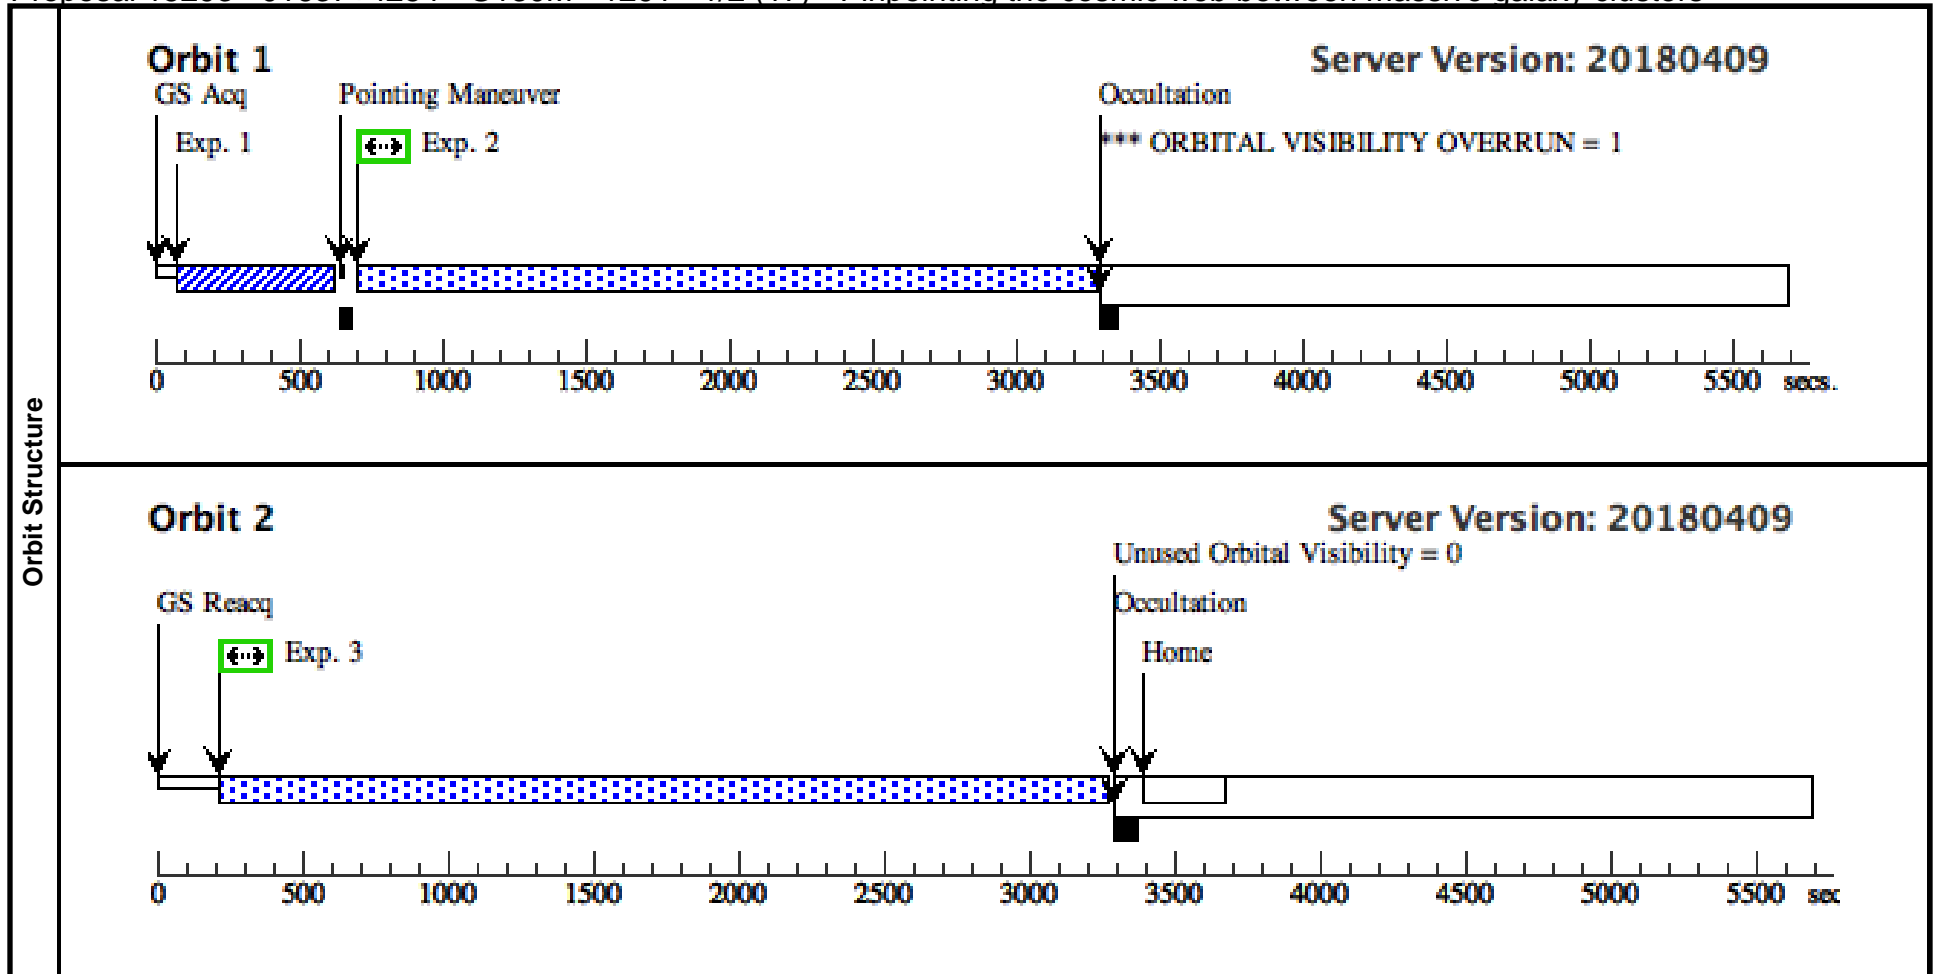 Orbit 1
Server Version: 20180409
GS Acq
Pointing Maneuver
Occultation
Exp. 1
Exp. 2
*** ORBITAL VISIBILITY OVERRUN = 1
0 500 1000 1500 2000 2500 3000 3500 4000 4500 5000 5500 secs.
Orbit Structure
Orbit 2
Server Version: 20180409
Unused Orbital Visibility = 0
GS Reacq
Occultation
Exp. 3
Home
0 500 1000 1500 2000 2500 3000 3500 4000 4500 5000 5500 sec